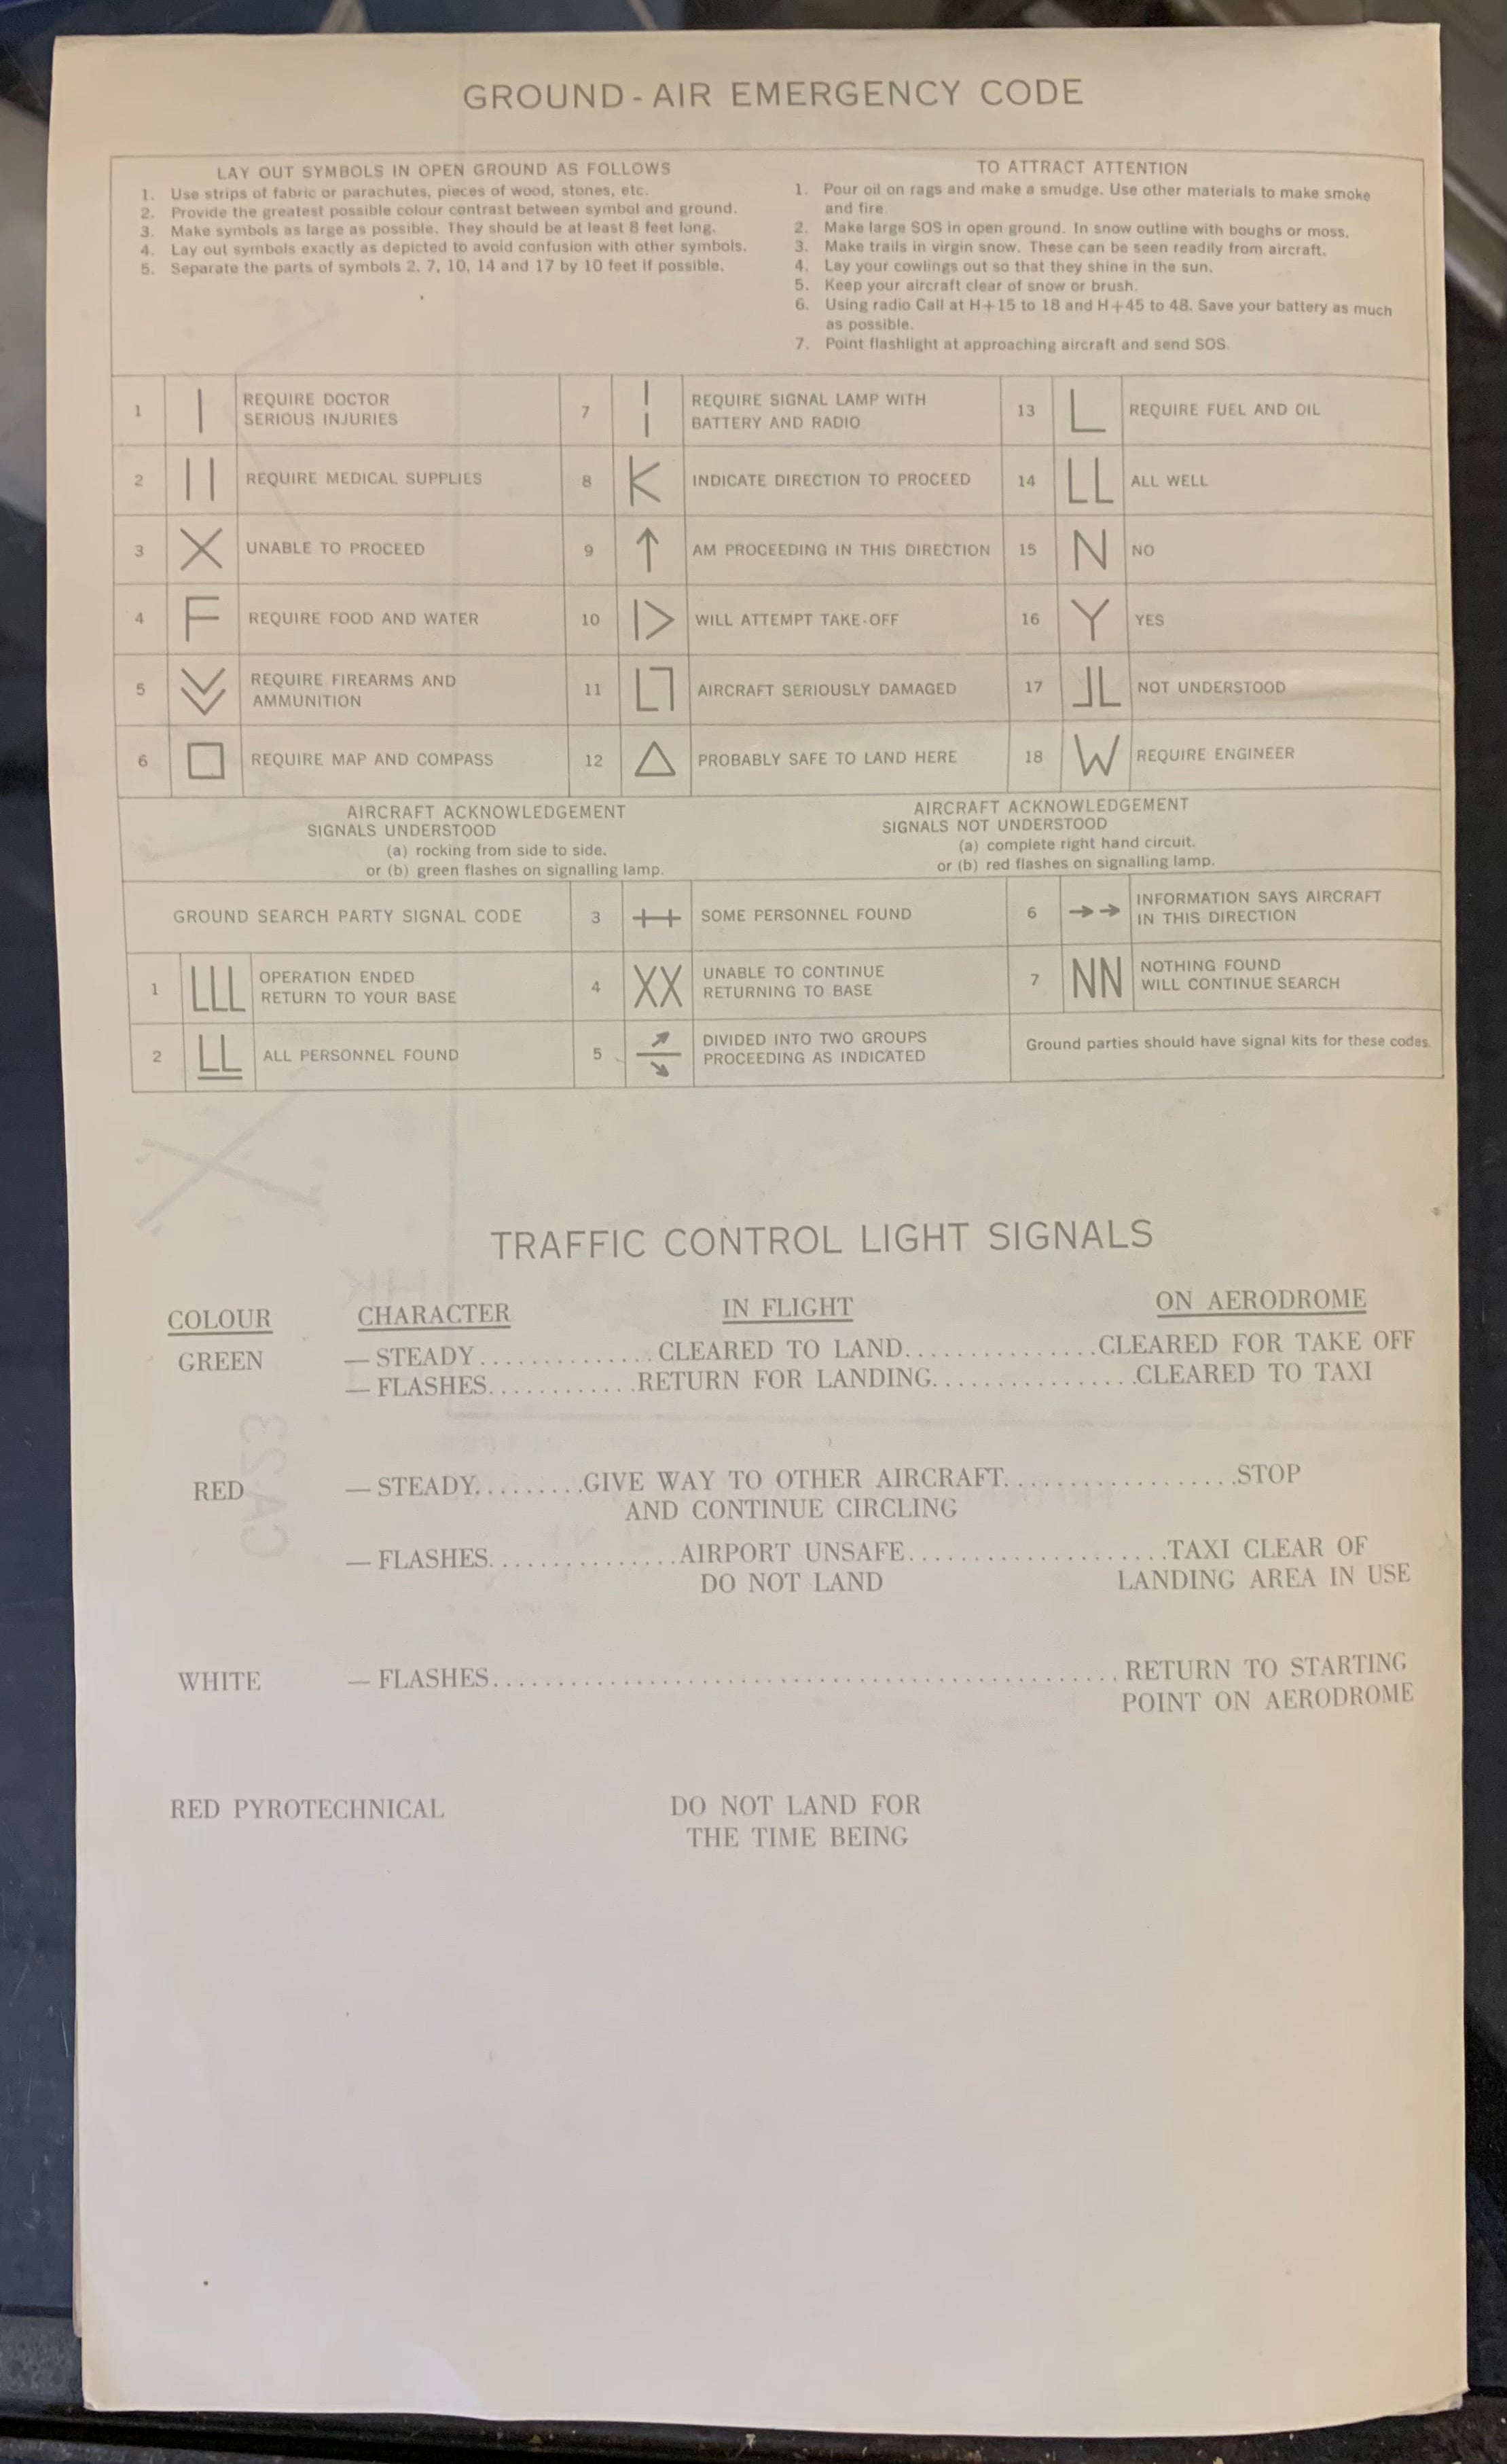 GROUND - AIR EMERGENCY CODE
LAY OUT SYMBOLS IN OPEN GROUND AS FOLLOWS
1. Use strips of fabric or parachutes, pieces of wood, stones, etc.
2. Provide the greatest possible colour contrast between symbol and ground.
3. Make symbols as large as possible. They should be at least 8 feet long.
4. Lay out symbols exactly as depicted to avoid confusion with other symbols.
5. Separate the parts of symbols 2, 7, 10, 14 and 17 by 10 feet if possible.
TO ATTRACT ATTENTION
1. Pour oil on rags and make a smudge. Use other materials to make smoke
and fire.
2. Make large SOS in open ground. In snow outline with boughs or moss.
3. Make trails in virgin snow. These can be seen readily from aircraft.
4. Lay your cowlings out so that they shine in the sun.
5. Keep your aircraft clear of snow or brush.
6. Using radio Call at H+15 to 18 and H+45 to 48. Save your battery as much
as possible.
7. Point flashlight at approaching aircraft and send SOS.
1 | REQUIRE DOCTOR
SERIOUS INJURIES
7 ¦ REQUIRE SIGNAL LAMP WITH
BATTERY AND RADIO
13 L REQUIRE FUEL AND OIL
2 || REQUIRE MEDICAL SUPPLIES
8 K INDICATE DIRECTION TO PROCEED
14 LL ALL WELL
3 X UNABLE TO PROCEED
9 ↑ AM PROCEEDING IN THIS DIRECTION
15 N NO
4 F REQUIRE FOOD AND WATER
10 |> WILL ATTEMPT TAKE-OFF
16 Y YES
5 REQUIRE FIREARMS AND
AMMUNITION
11 AIRCRAFT SERIOUSLY DAMAGED
17 ⅃L NOT UNDERSTOOD
6 □ REQUIRE MAP AND COMPASS
12 △ PROBABLY SAFE TO LAND HERE
18 W REQUIRE ENGINEER
AIRCRAFT ACKNOWLEDGEMENT
SIGNALS UNDERSTOOD
(a) rocking from side to side.
or (b) green flashes on signalling lamp.
AIRCRAFT ACKNOWLEDGEMENT
SIGNALS NOT UNDERSTOOD
(a) complete right hand circuit.
or (b) red flashes on signalling lamp.
GROUND SEARCH PARTY SIGNAL CODE
3 SOME PERSONNEL FOUND
6 →→ INFORMATION SAYS AIRCRAFT
IN THIS DIRECTION
1 LLL OPERATION ENDED
RETURN TO YOUR BASE
4 XX UNABLE TO CONTINUE
RETURNING TO BASE
7 NN NOTHING FOUND
WILL CONTINUE SEARCH
2 LL ALL PERSONNEL FOUND
5 DIVIDED INTO TWO GROUPS
PROCEEDING AS INDICATED
Ground parties should have signal kits for these codes.
TRAFFIC CONTROL LIGHT SIGNALS
COLOUR CHARACTER IN FLIGHT ON AERODROME
GREEN — STEADY.............CLEARED TO LAND...............CLEARED FOR TAKE OFF
— FLASHES............RETURN FOR LANDING................CLEARED TO TAXI
RED — STEADY.........GIVE WAY TO OTHER AIRCRAFT..................STOP
AND CONTINUE CIRCLING
— FLASHES..............AIRPORT UNSAFE....................TAXI CLEAR OF
DO NOT LAND LANDING AREA IN USE
WHITE — FLASHES................................................RETURN TO STARTING
POINT ON AERODROME
RED PYROTECHNICAL DO NOT LAND FOR
THE TIME BEING